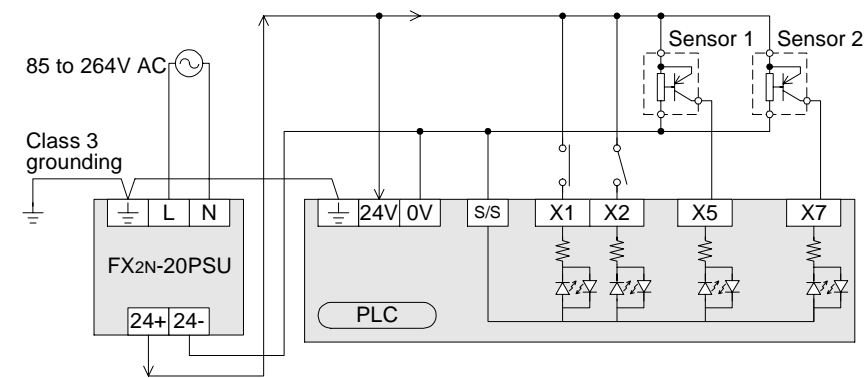 Sensor 1 Sensor 2
85 to 264V AC
Class 3
grounding
L N
24V 0V S/S X1 X2 X5 X7
FX2N-20PSU
PLC
24+ 24-